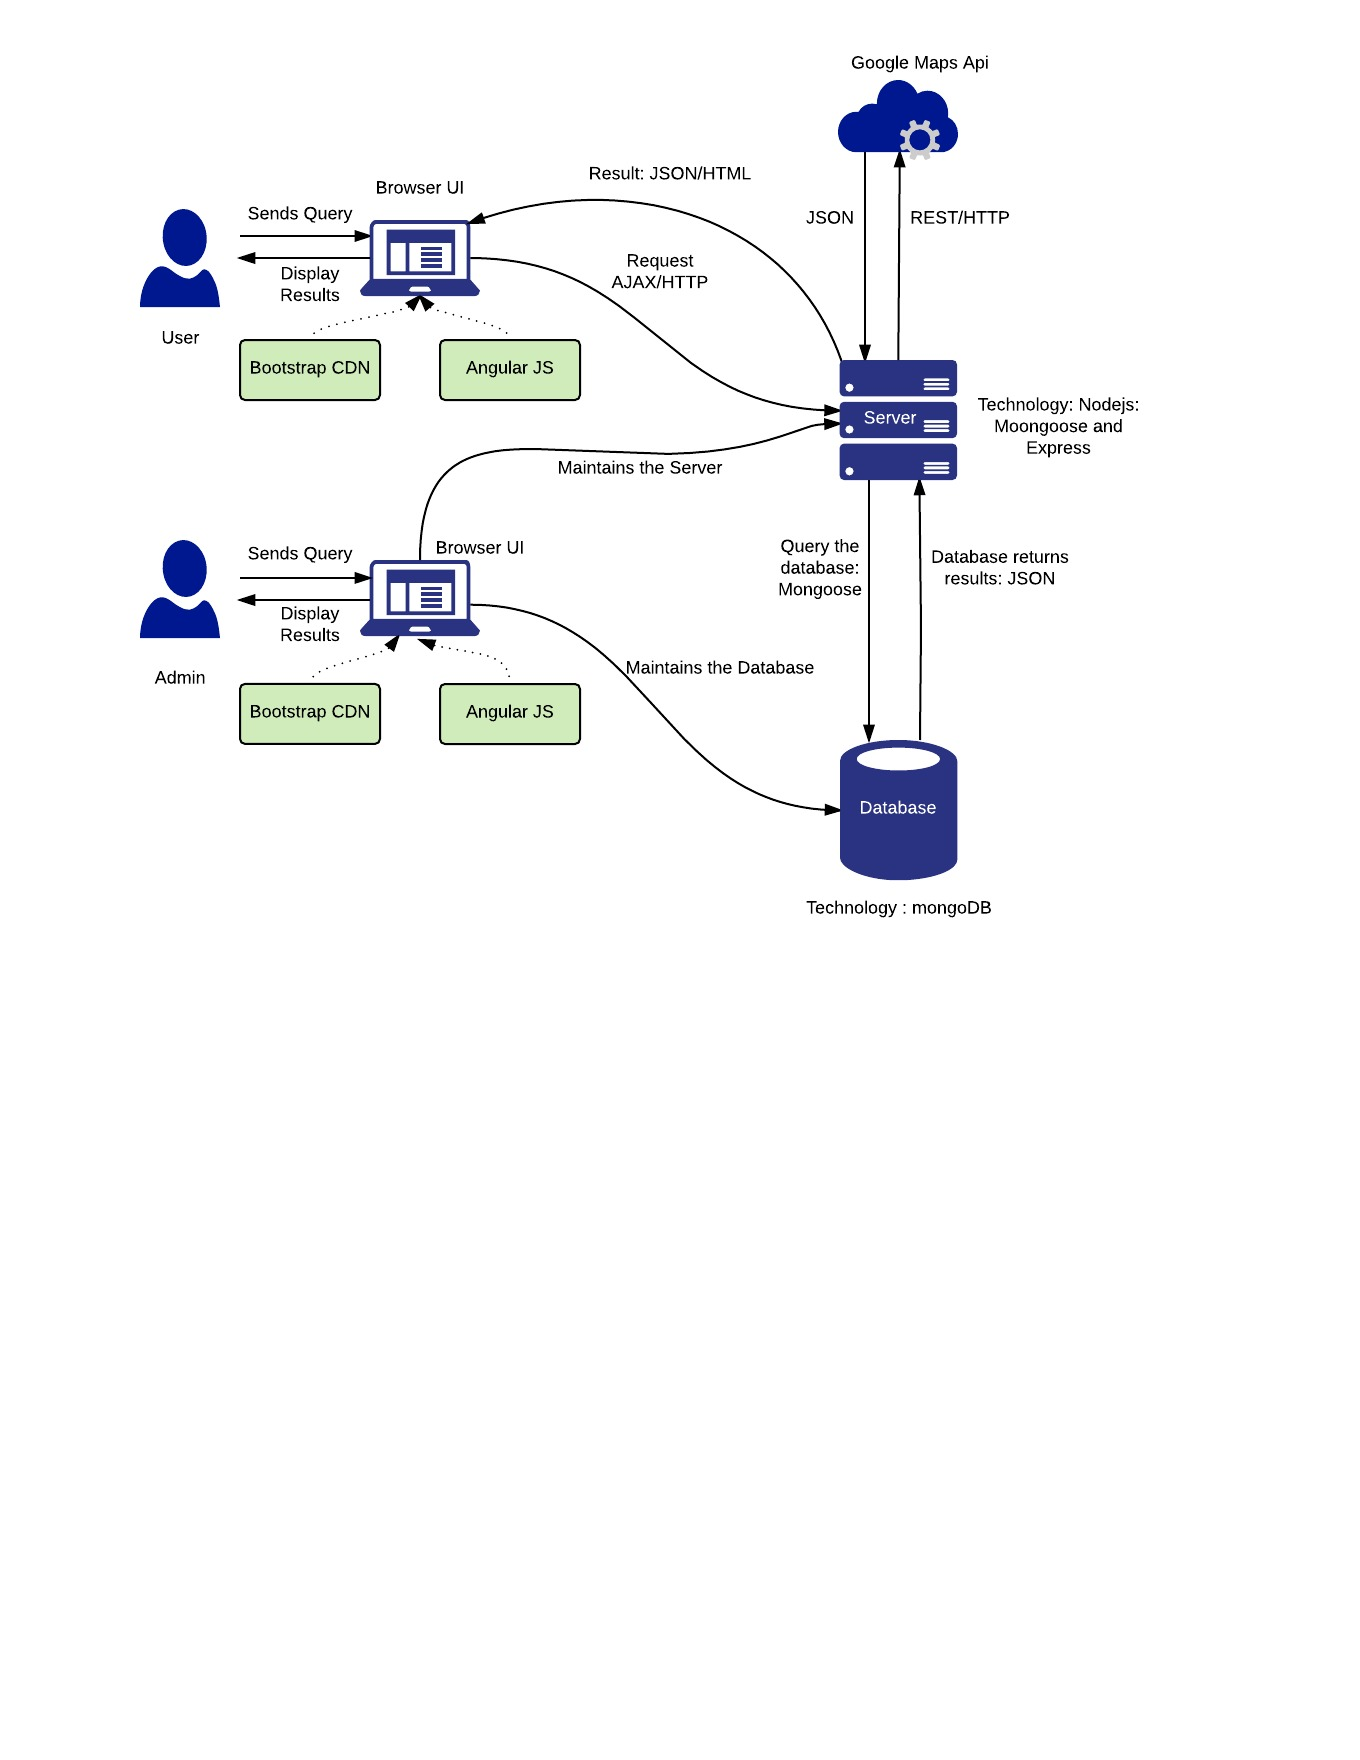 Google Maps Api
Result: JSON/HTML
Browser UI
Sends Query
JSON
REST/HTTP
Request
AJAX/HTTP
Display
Results
User
Bootstrap CDN
Angular JS
Server
Technology: Nodejs:
Moongoose and
Express
Maintains the Server
Browser UI
Sends Query
Query the
database:
Mongoose
Database returns
results: JSON
Display
Results
Admin
Maintains the Database
Bootstrap CDN
Angular JS
Database
Technology : mongoDB